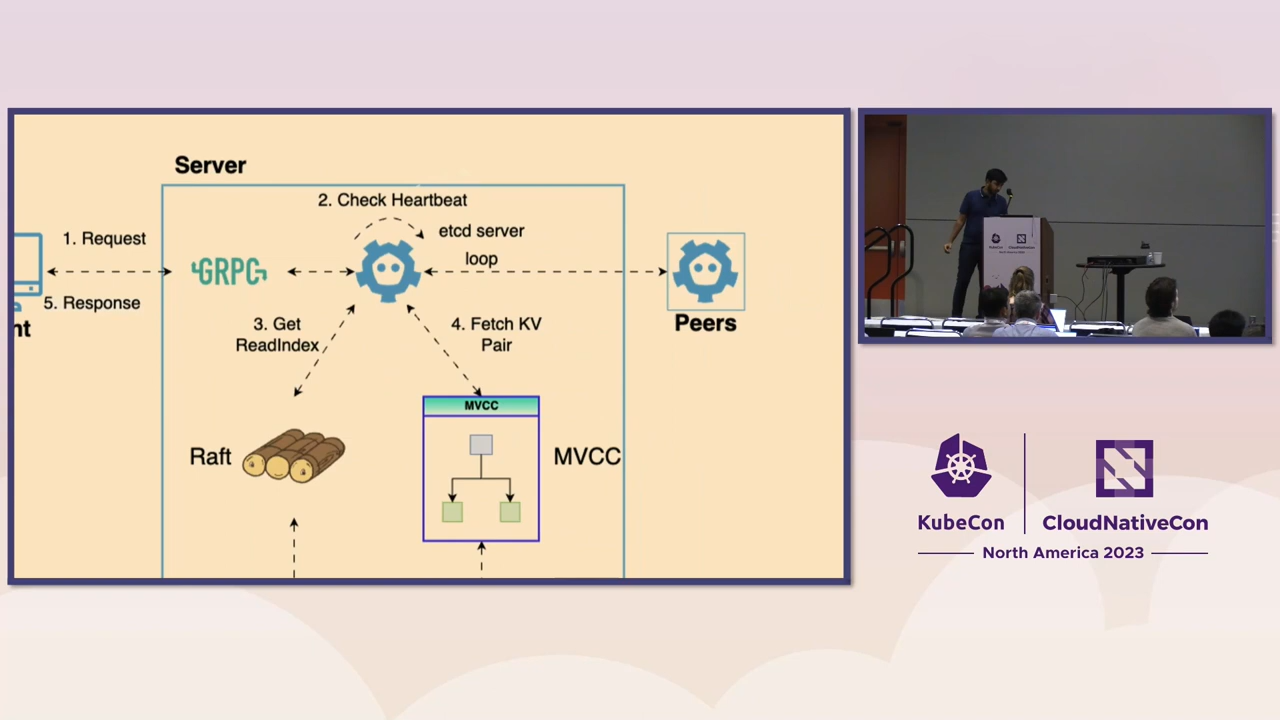 Server
2. Check Heartbeat
etcd server
loop
1. Request
GRPC
5. Response
nt
Peers
3. Get
ReadIndex
4. Fetch KV
Pair
MVCC
Raft
MVCC
KubeCon
CloudNativeCon
North America 2023